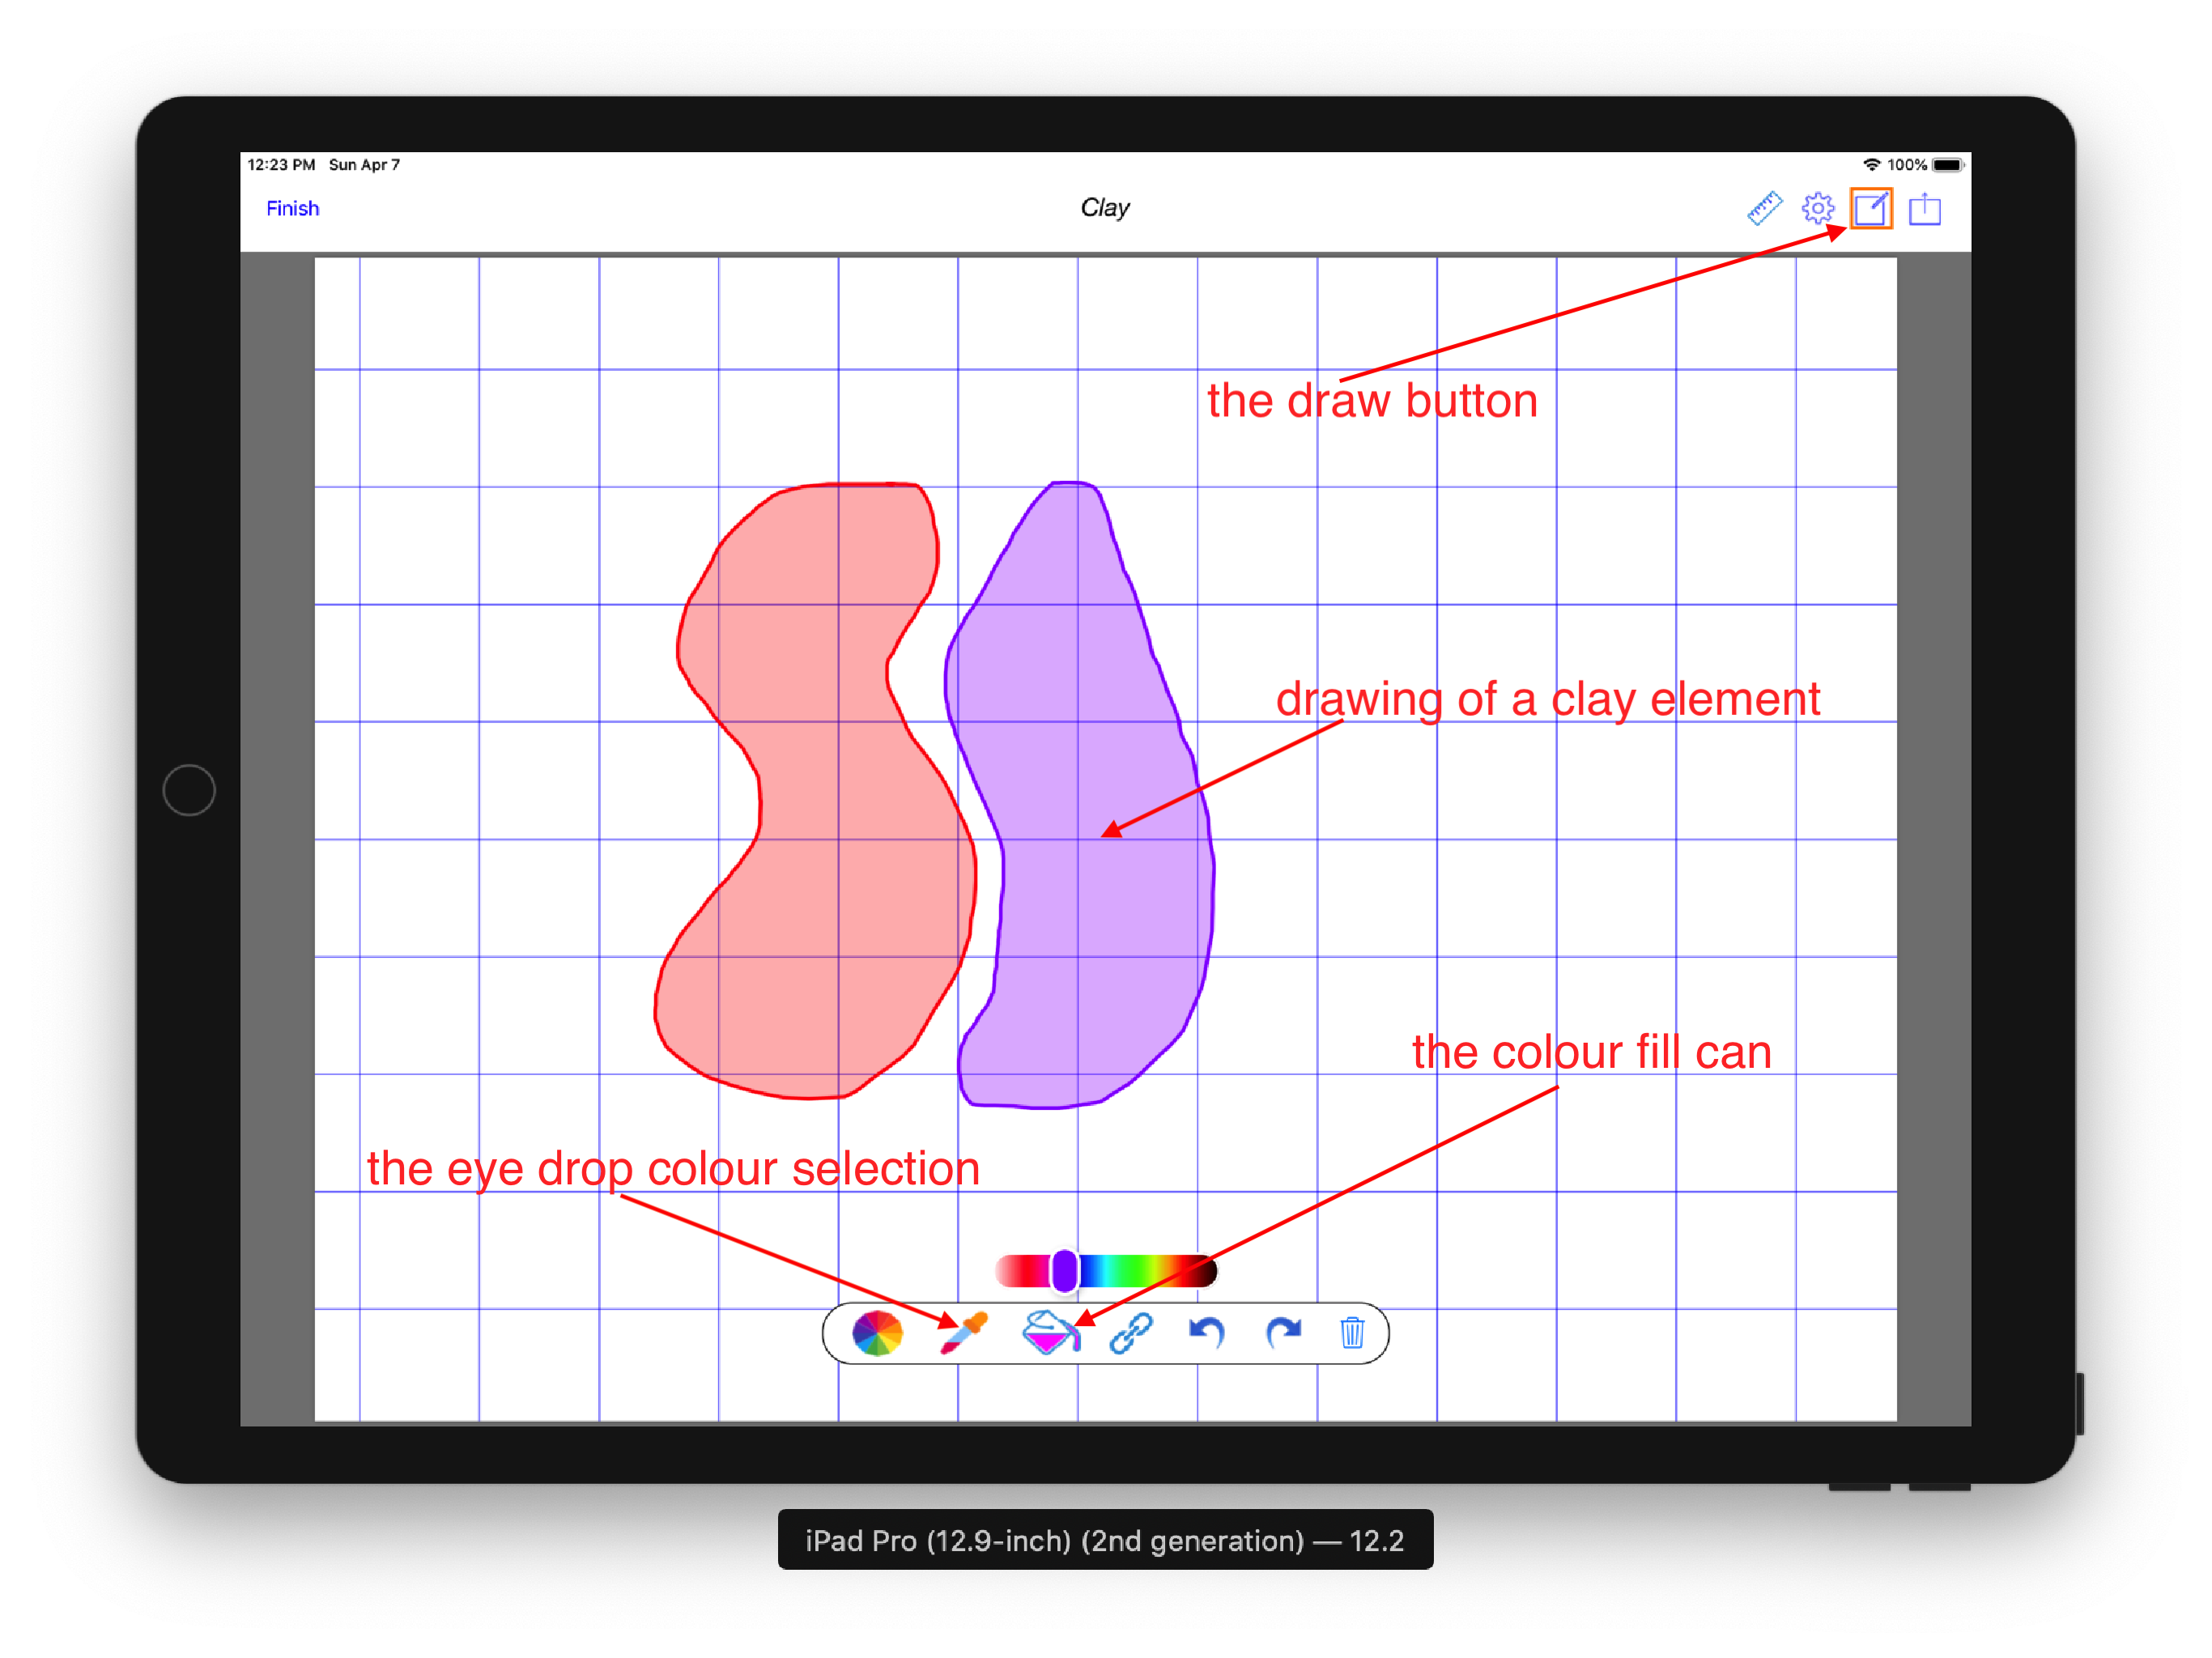 12:23 PM Sun Apr 7
100%
Finish
Clay
the draw button
drawing of a clay element
the colour fill can
the eye drop colour selection
iPad Pro (12.9-inch) (2nd generation) — 12.2